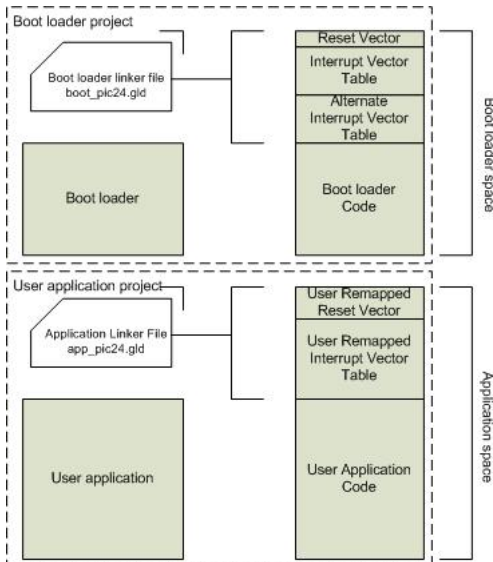 Boot loader project
Boot loader linker file
boot_pic24.gld
Boot loader
Reset Vector
Interrupt Vector
Table
Alternate
Interrupt Vector
Table
Boot loader
Code
Boot loader space
User application project
Application Linker File
app_pic24.gld
User application
User Remapped
Reset Vector
User Remapped
Interrupt Vector
Table
User Application
Code
Application space